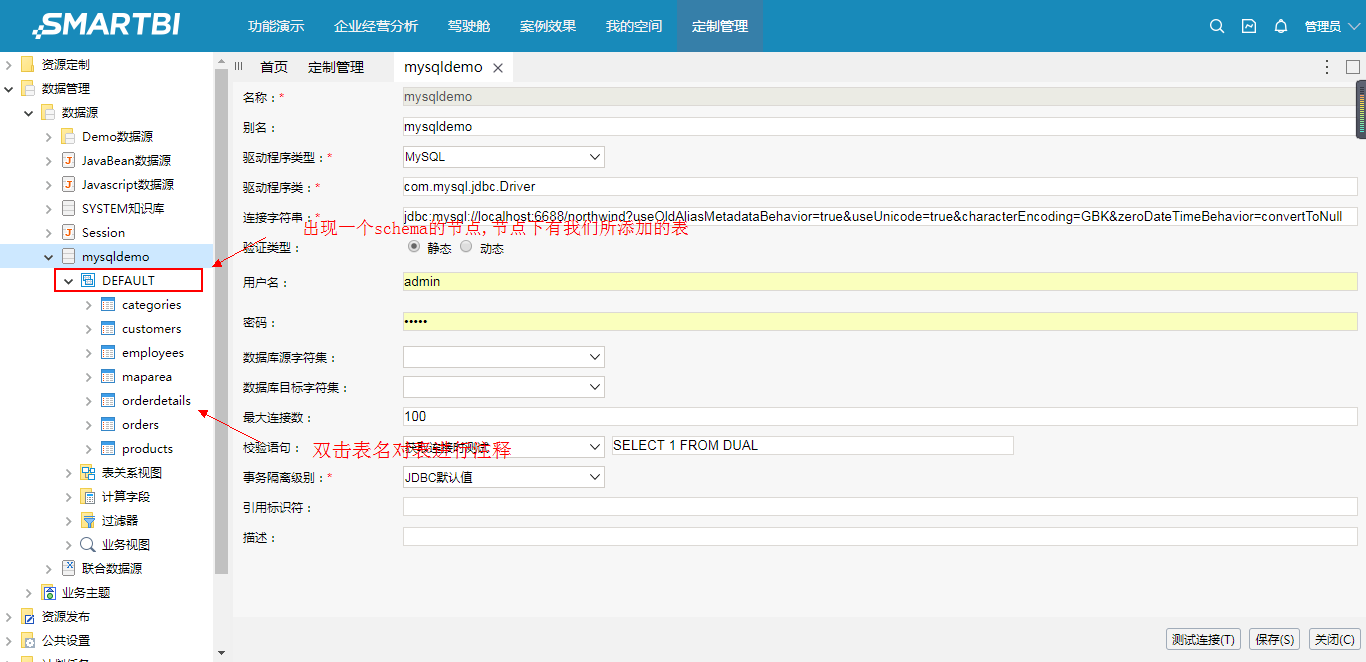 SMARTBI 功能演示 企业经营分析 驾驶舱 案例效果 我的空间 定制管理 管理员
资源定制
数据管理
数据源
Demo数据源
JavaBean数据源
Javascript数据源
SYSTEM知识库
Session
mysqldemo
DEFAULT
categories
customers
employees
maparea
orderdetails
orders
products
表关系视图
计算字段
过滤器
业务视图
联合数据源
业务主题
资源发布
公共设置
首页 定制管理 mysqldemo
名称：* mysqldemo
别名： mysqldemo
驱动程序类型：* MySQL
驱动程序类：* com.mysql.jdbc.Driver
连接字符串：* jdbc:mysql://localhost:6688/northwind?useOldAliasMetadataBehavior=true&useUnicode=true&characterEncoding=GBK&zeroDateTimeBehavior=convertToNull
出现一个schema的节点,节点下有我们所添加的表
验证类型： 静态 动态
用户名： admin
密码： •••••
数据库源字符集：
数据库目标字符集：
最大连接数： 100
校验语句： 获取连接时测试 SELECT 1 FROM DUAL
双击表名对表进行注释
事务隔离级别：* JDBC默认值
引用标识符：
描述：
测试连接(T) 保存(S) 关闭(C)